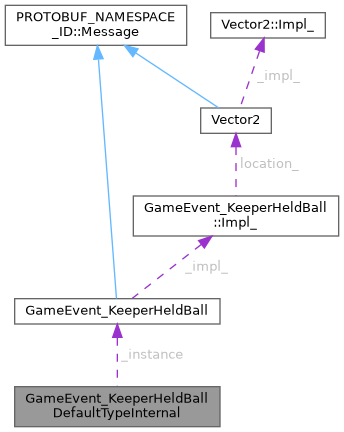 PROTOBUF_NAMESPACE
_ID::Message
Vector2::Impl_
_impl_
Vector2
location_
GameEvent_KeeperHeldBall
::Impl_
_impl_
GameEvent_KeeperHeldBall
_instance
GameEvent_KeeperHeldBall
DefaultTypeInternal